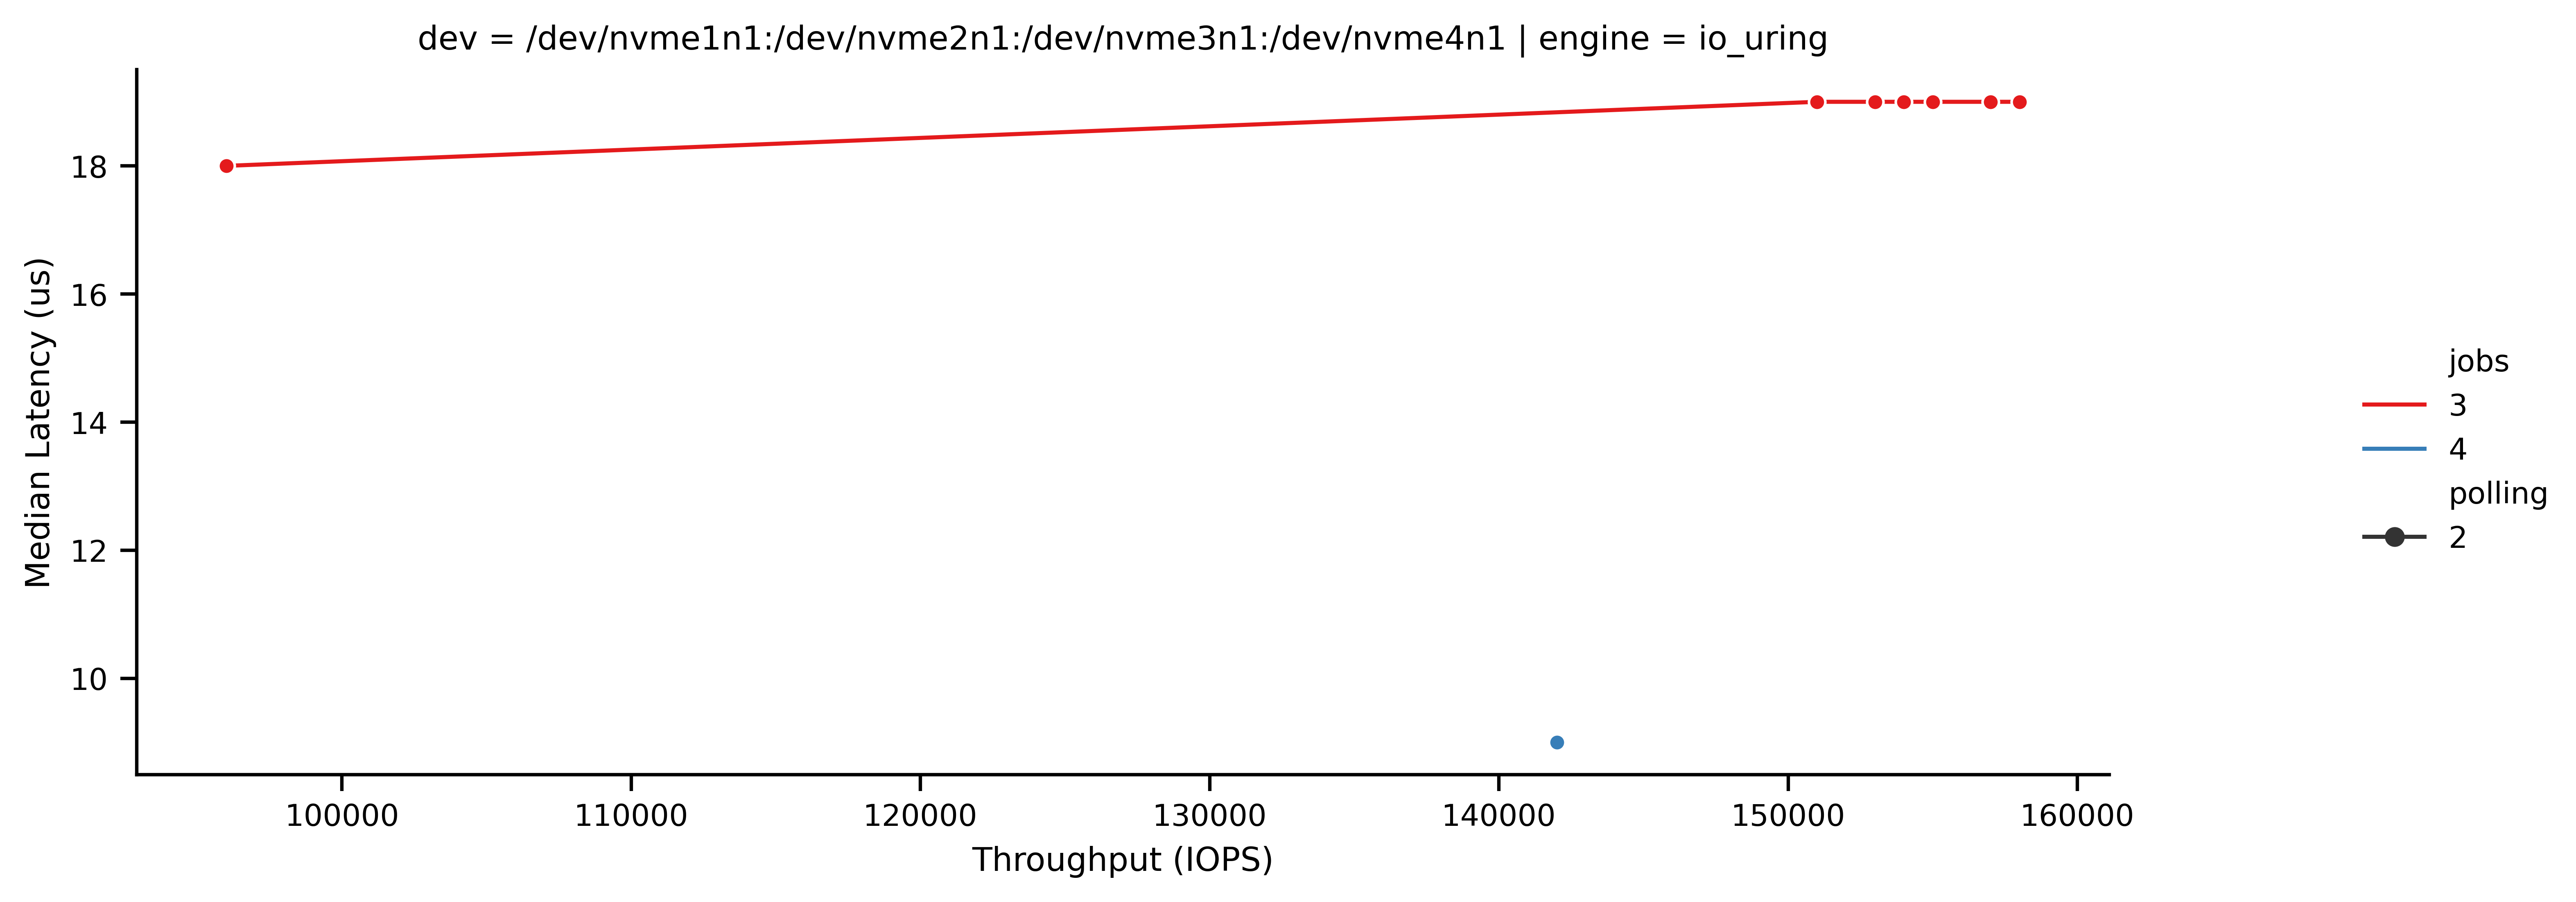 dev = /dev/nvme1n1:/dev/nvme2n1:/dev/nvme3n1:/dev/nvme4n1 | engine = io_uring
Median Latency (us)
18
16
14
12
10
100000 110000 120000 130000 140000 150000 160000
Throughput (IOPS)
jobs
3
4
polling
2